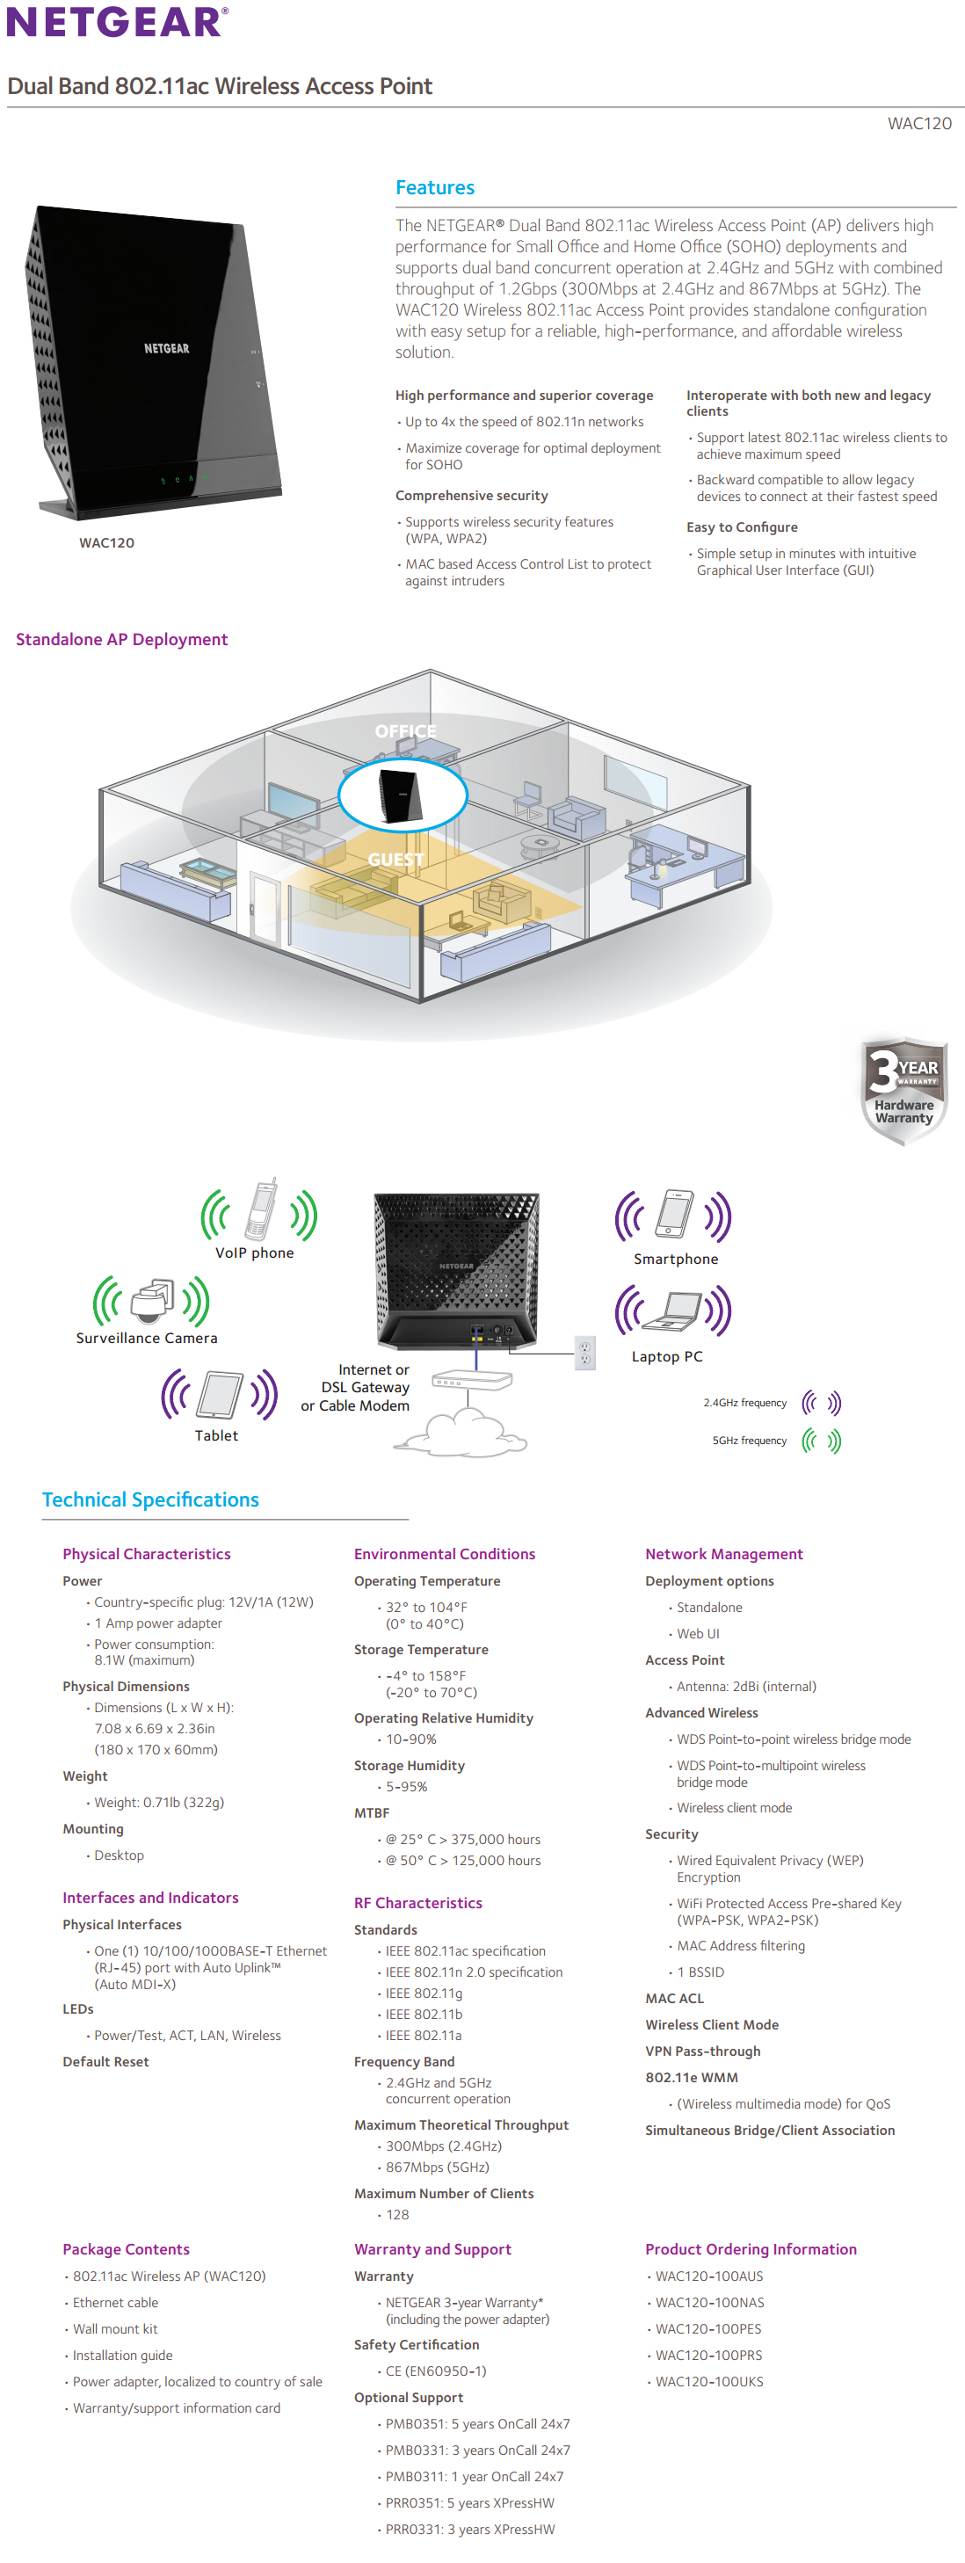 NETGEAR®
Dual Band 802.11ac Wireless Access Point
WAC120
NETGEAR
WAC120
Features
The NETGEAR® Dual Band 802.11ac Wireless Access Point (AP) delivers high
performance for Small Office and Home Office (SOHO) deployments and
supports dual band concurrent operation at 2.4GHz and 5GHz with combined
throughput of 1.2Gbps (300Mbps at 2.4GHz and 867Mbps at 5GHz). The
WAC120 Wireless 802.11ac Access Point provides standalone configuration
with easy setup for a reliable, high-performance, and affordable wireless
solution.
High performance and superior coverage
• Up to 4x the speed of 802.11n networks
• Maximize coverage for optimal deployment
for SOHO
Comprehensive security
• Supports wireless security features
(WPA, WPA2)
• MAC based Access Control List to protect
against intruders
Interoperate with both new and legacy
clients
• Support latest 802.11ac wireless clients to
achieve maximum speed
• Backward compatible to allow legacy
devices to connect at their fastest speed
Easy to Configure
• Simple setup in minutes with intuitive
Graphical User Interface (GUI)
Standalone AP Deployment
OFFICE
GUEST
3 YEAR
WARRANTY
Hardware
Warranty
VoIP phone
Surveillance Camera
Tablet
NETGEAR
Internet or
DSL Gateway
or Cable Modem
Smartphone
Laptop PC
2.4GHz frequency
5GHz frequency
Technical Specifications
Physical Characteristics
Power
• Country-specific plug: 12V/1A (12W)
• 1 Amp power adapter
• Power consumption:
8.1W (maximum)
Physical Dimensions
• Dimensions (L x W x H):
7.08 x 6.69 x 2.36in
(180 x 170 x 60mm)
Weight
• Weight: 0.71lb (322g)
Mounting
• Desktop
Interfaces and Indicators
Physical Interfaces
• One (1) 10/100/1000BASE-T Ethernet
(RJ-45) port with Auto Uplink™
(Auto MDI-X)
LEDs
• Power/Test, ACT, LAN, Wireless
Default Reset
Environmental Conditions
Operating Temperature
• 32° to 104°F
(0° to 40°C)
Storage Temperature
• -4° to 158°F
(-20° to 70°C)
Operating Relative Humidity
• 10-90%
Storage Humidity
• 5-95%
MTBF
• @ 25° C > 375,000 hours
• @ 50° C > 125,000 hours
RF Characteristics
Standards
• IEEE 802.11ac specification
• IEEE 802.11n 2.0 specification
• IEEE 802.11g
• IEEE 802.11b
• IEEE 802.11a
Frequency Band
• 2.4GHz and 5GHz
concurrent operation
Maximum Theoretical Throughput
• 300Mbps (2.4GHz)
• 867Mbps (5GHz)
Maximum Number of Clients
• 128
Network Management
Deployment options
• Standalone
• Web UI
Access Point
• Antenna: 2dBi (internal)
Advanced Wireless
• WDS Point-to-point wireless bridge mode
• WDS Point-to-multipoint wireless
bridge mode
• Wireless client mode
Security
• Wired Equivalent Privacy (WEP)
Encryption
• WiFi Protected Access Pre-shared Key
(WPA-PSK, WPA2-PSK)
• MAC Address filtering
• 1 BSSID
MAC ACL
Wireless Client Mode
VPN Pass-through
802.11e WMM
• (Wireless multimedia mode) for QoS
Simultaneous Bridge/Client Association
Package Contents
• 802.11ac Wireless AP (WAC120)
• Ethernet cable
• Wall mount kit
• Installation guide
• Power adapter, localized to country of sale
• Warranty/support information card
Warranty and Support
Warranty
• NETGEAR 3-year Warranty*
(including the power adapter)
Safety Certification
• CE (EN60950-1)
Optional Support
• PMB0351: 5 years OnCall 24x7
• PMB0331: 3 years OnCall 24x7
• PMB0311: 1 year OnCall 24x7
• PRR0351: 5 years XPressHW
• PRR0331: 3 years XPressHW
Product Ordering Information
• WAC120-100AUS
• WAC120-100NAS
• WAC120-100PES
• WAC120-100PRS
• WAC120-100UKS